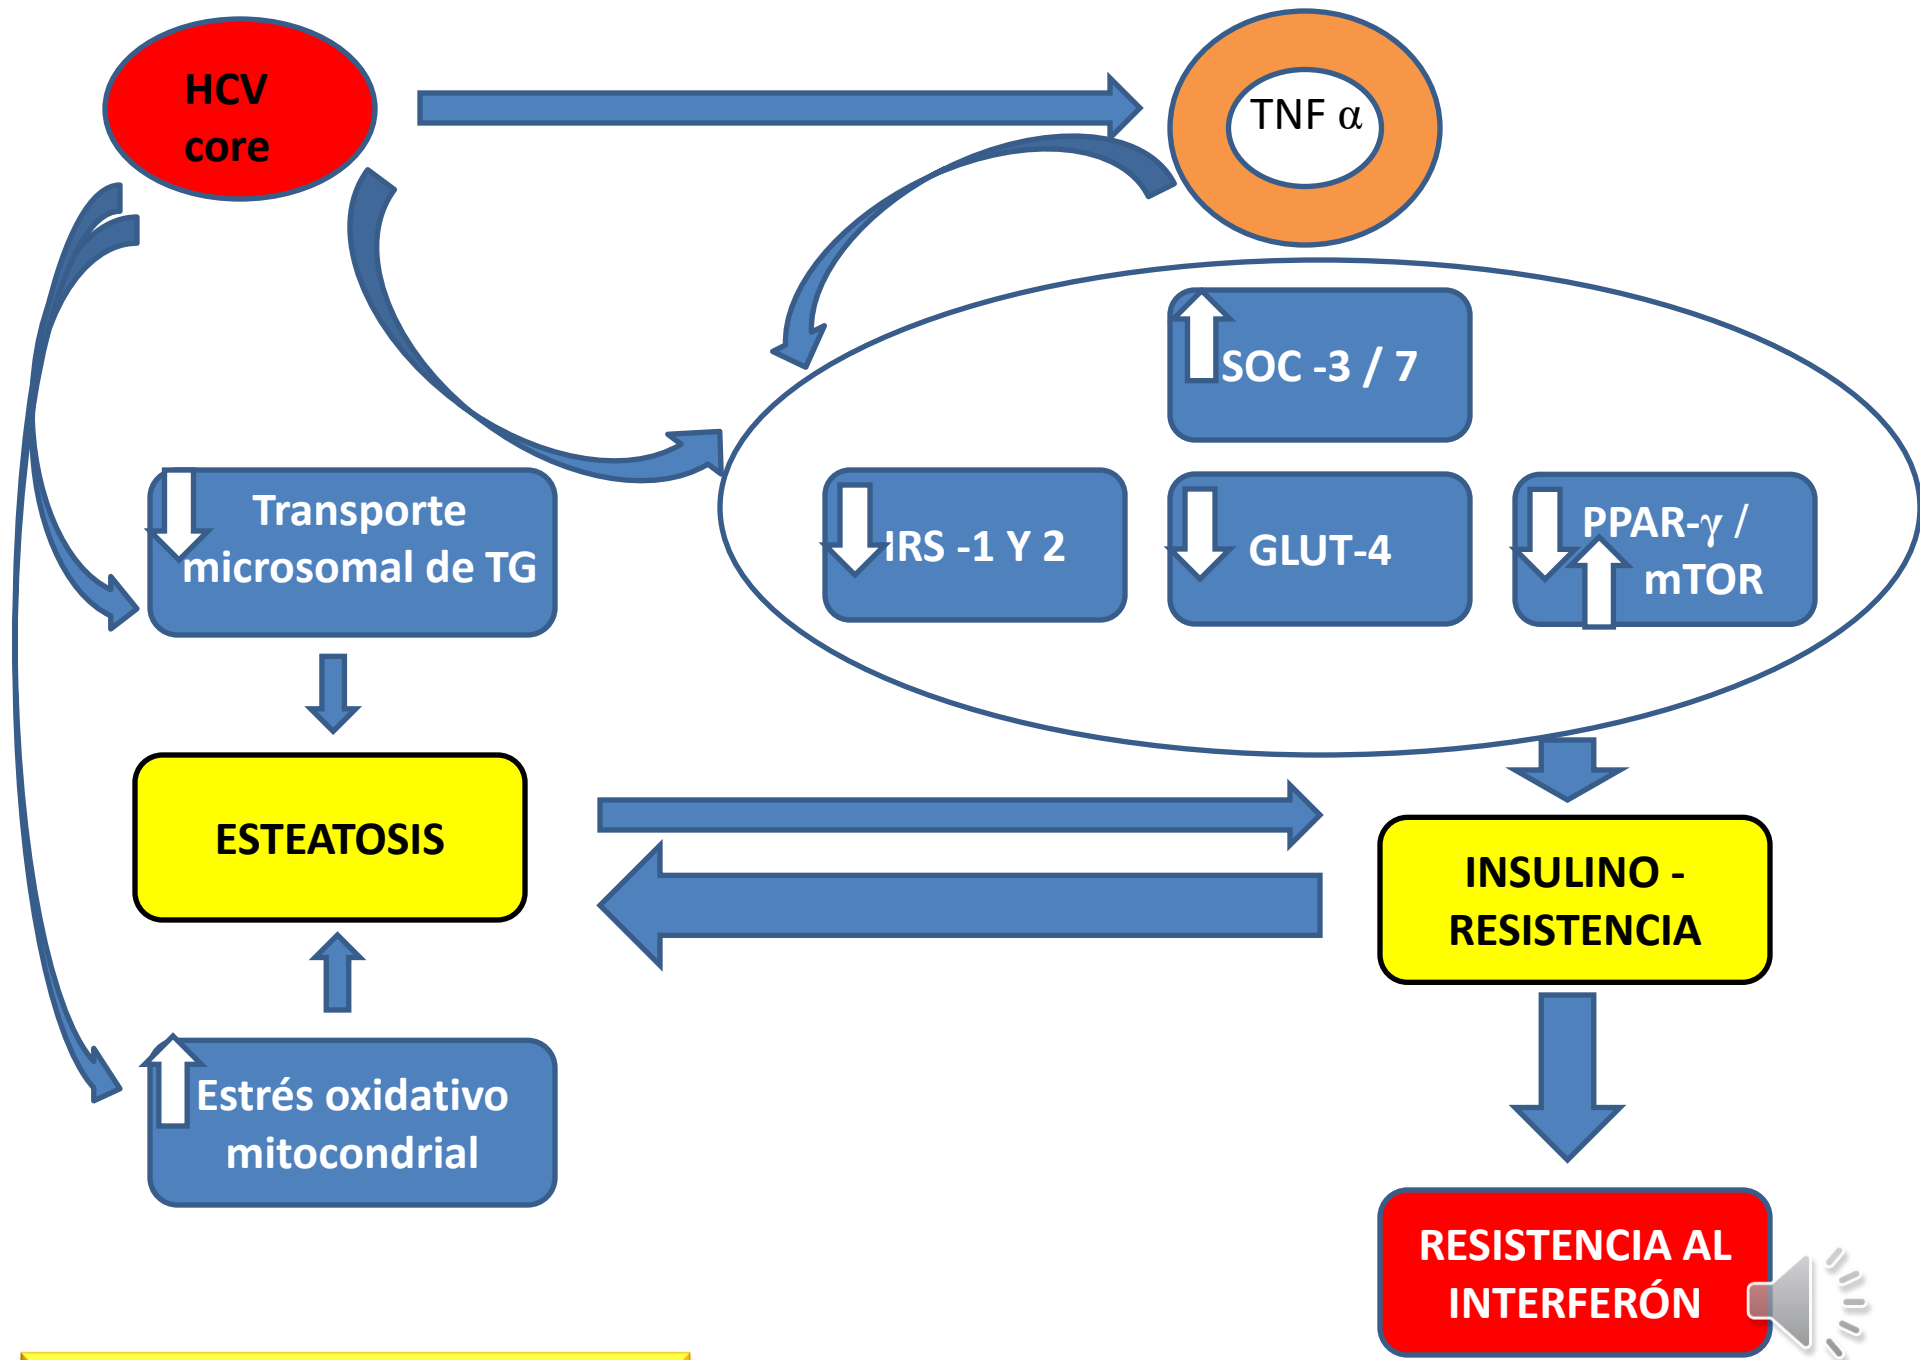 HCV
core
TNF α
SOC -3 / 7
IRS -1 Y 2
GLUT-4
PPAR-γ /
mTOR
Transporte
microsomal de TG
ESTEATOSIS
INSULINO -
RESISTENCIA
Estrés oxidativo
mitocondrial
RESISTENCIA AL
INTERFERÓN